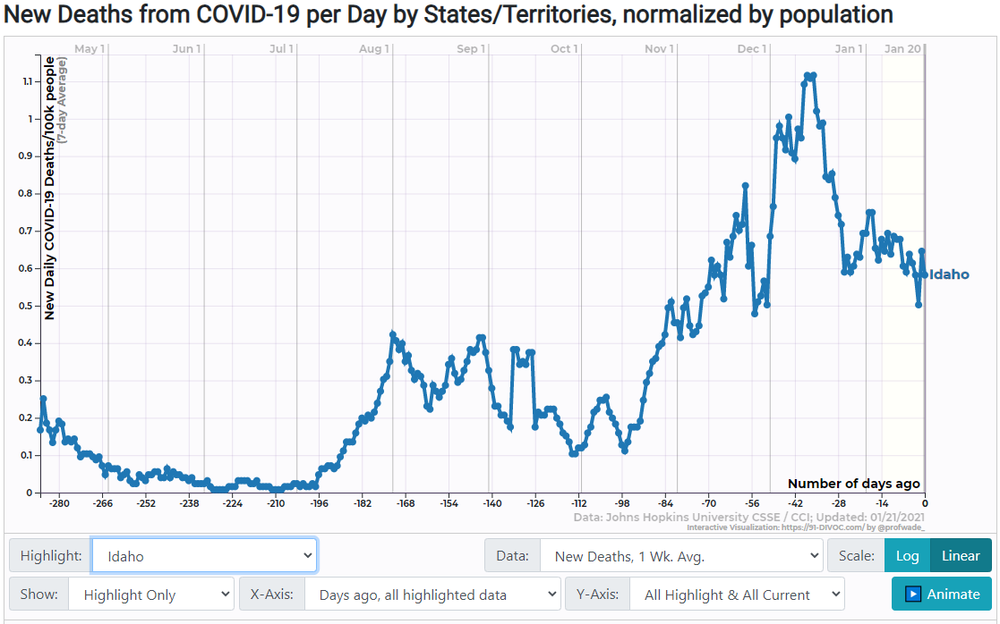 New Deaths from COVID-19 per Day by States/Territories, normalized by population
May 1 Jun 1 Jul 1 Aug 1 Sep 1 Oct 1 Nov 1 Dec 1 Jan 1 Jan 20
New Daily COVID-19 Deaths/100k people
(7-day Average)
1.1
1
0.9
0.8
0.7
0.6
0.5
0.4
0.3
0.2
0.1
0
Idaho
Number of days ago
-280 -266 -252 -238 -224 -210 -196 -182 -168 -154 -140 -126 -112 -98 -84 -70 -56 -42 -28 -14 0
Data: Johns Hopkins University CSSE / CCI; Updated: 01/21/2021
Interactive Visualization: https://91-DIVOC.com/ by @profwade_
Highlight: Idaho Data: New Deaths, 1 Wk. Avg. Scale: Log Linear
Show: Highlight Only X-Axis: Days ago, all highlighted data Y-Axis: All Highlight & All Current Animate